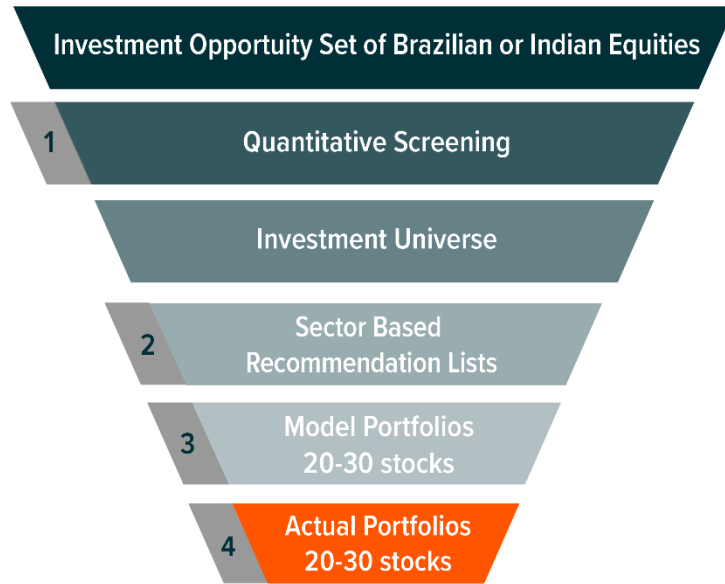 Investment Opportuity Set of Brazilian or Indian Equities
1
Quantitative Screening
Investment Universe
2
Sector Based
Recommendation Lists
3
Model Portfolios
20-30 stocks
4
Actual Portfolios
20-30 stocks